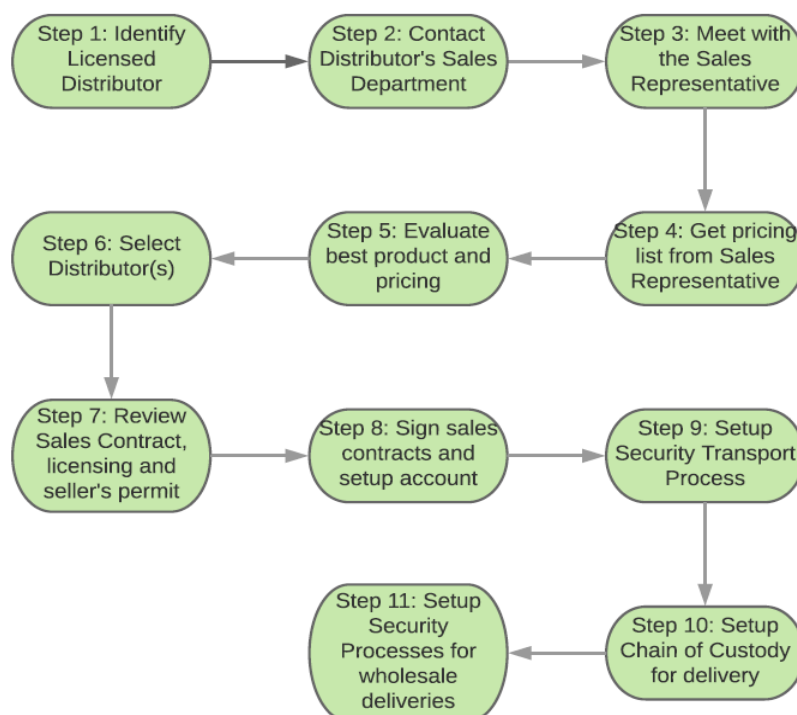 Step 1: Identify
Licensed
Distributor
Step 2: Contact
Distributor's Sales
Department
Step 3: Meet with
the Sales
Representative
Step 4: Get pricing
list from Sales
Representative
Step 5: Evaluate
best product and
pricing
Step 6: Select
Distributor(s)
Step 7: Review
Sales Contract,
licensing and
seller's permit
Step 8: Sign sales
contracts and
setup account
Step 9: Setup
Security Transport
Process
Step 10: Setup
Chain of Custody
for delivery
Step 11: Setup
Security
Processes for
wholesale
deliveries